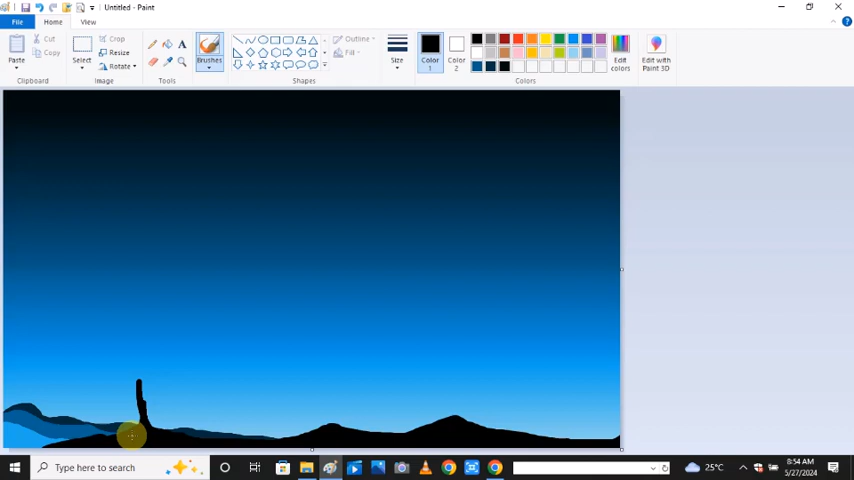 Untitled - Paint
File Home View
Paste
Cut
Copy
Clipboard
Select
Crop
Resize
Rotate
Image
A
Tools
Brushes
Outline
Fill
Shapes
Size
Color 1
Color 2
Edit colors
Colors
Edit with Paint 3D
Type here to search
25°C
8:54 AM
5/27/2024